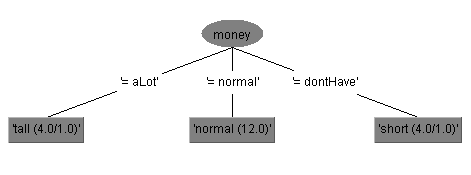 money
'= aLot'
'= normal'
'= dontHave'
'tall (4.0/1.0)'
'normal (12.0)'
'short (4.0/1.0)'